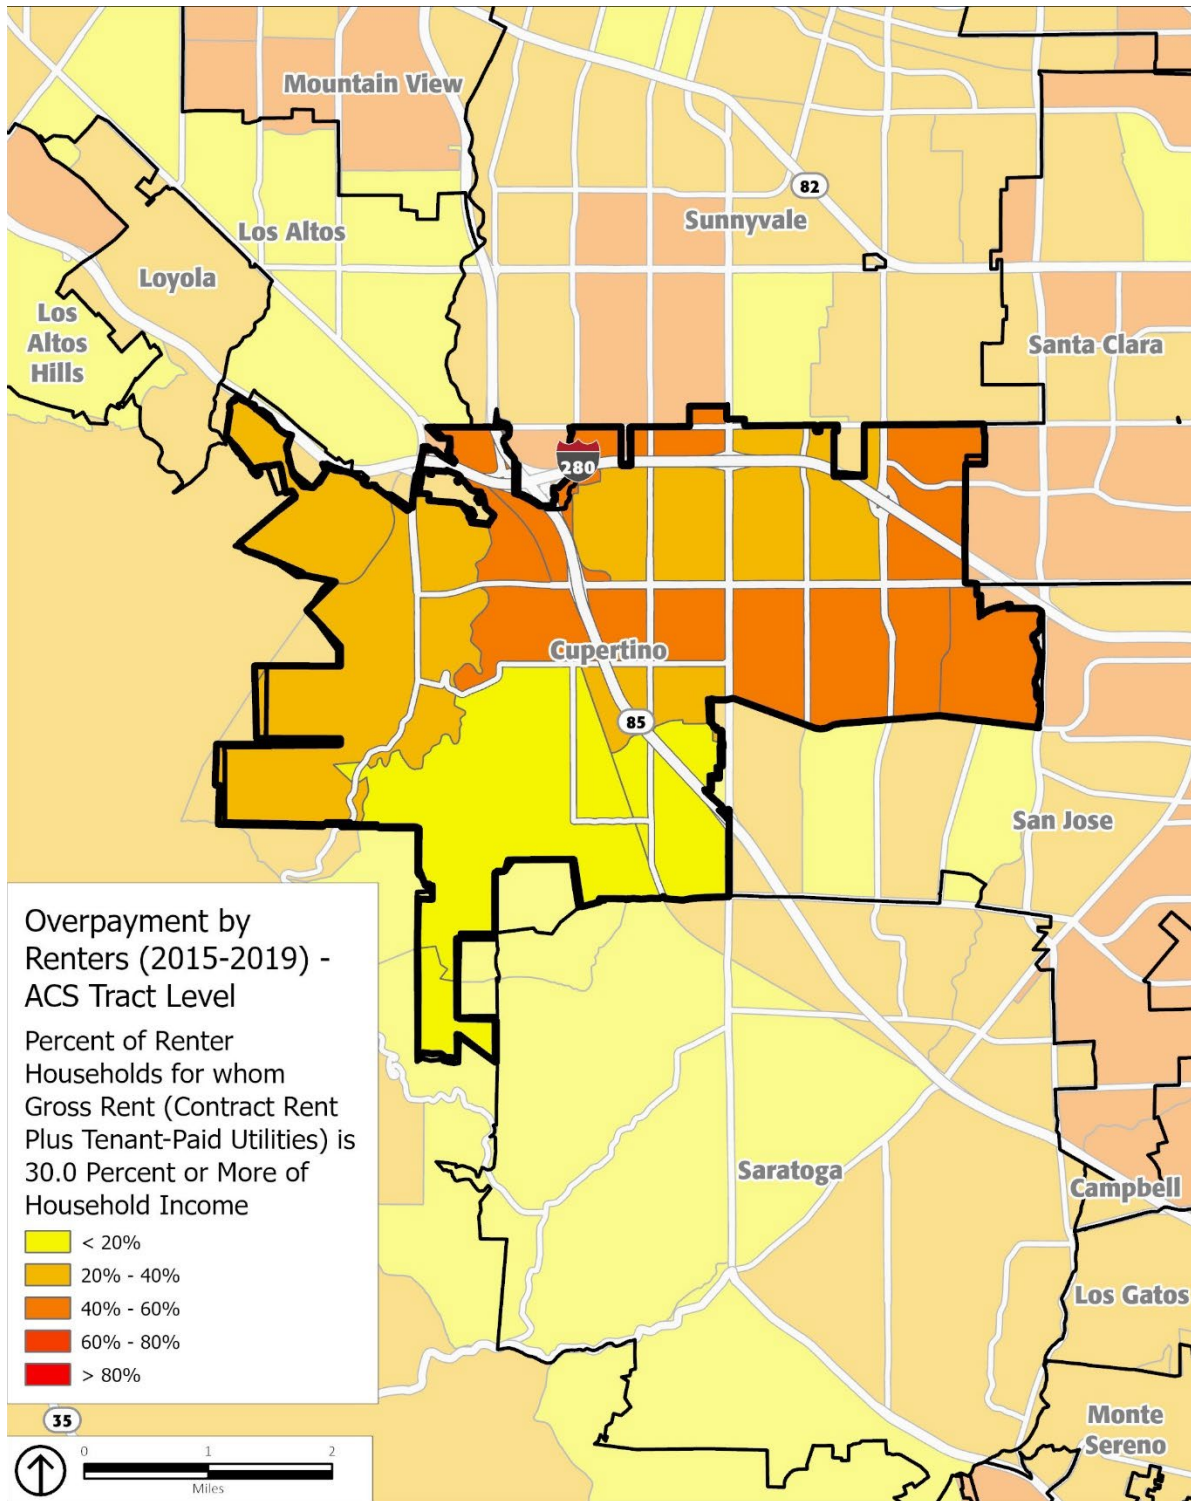 Mountain View
82
Sunnyvale
Los Altos
Loyola
Los
Altos
Hills
Santa Clara
280
Cupertino
85
San Jose
Overpayment by
Renters (2015-2019) -
ACS Tract Level
Percent of Renter
Households for whom
Gross Rent (Contract Rent
Plus Tenant-Paid Utilities) is
30.0 Percent or More of
Household Income
< 20%
20% - 40%
40% - 60%
60% - 80%
> 80%
Saratoga
Campbell
Los Gatos
Monte
Sereno
35
0 1 2
Miles